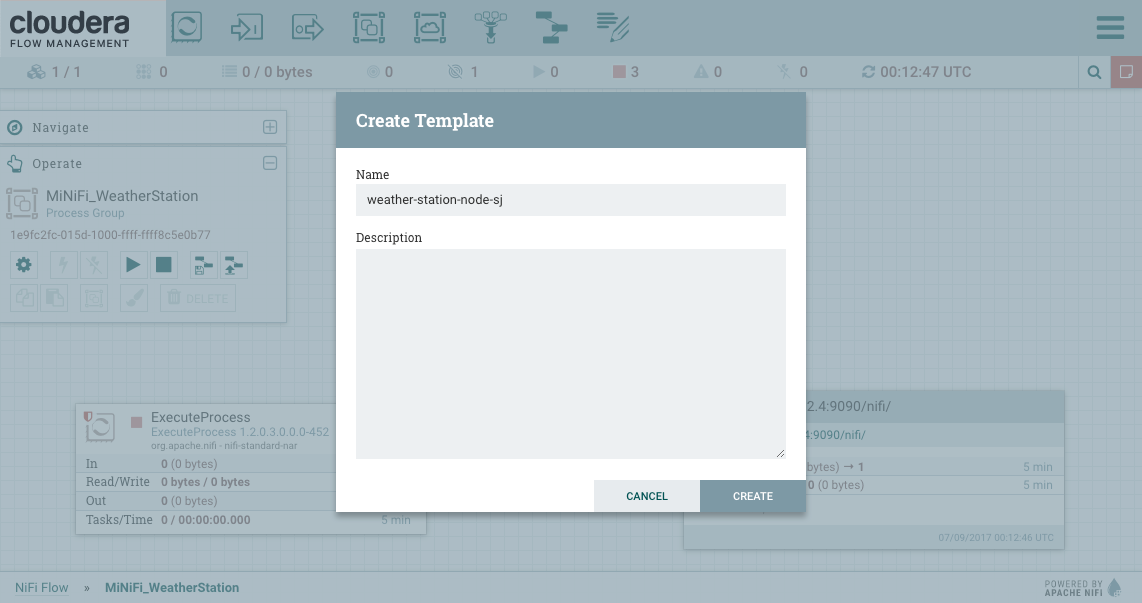 cloudera
FLOW MANAGEMENT
1 / 1
0
0 / 0 bytes
0
1
0
3
0
0
00:12:47 UTC
Navigate
Operate
MiNiFi_WeatherStation
Process Group
1e9fc2fc-015d-1000-ffff-ffff8c5e0b77
DELETE
Create Template
Name
weather-station-node-sj
Description
CANCEL
CREATE
ExecuteProcess
ExecuteProcess 1.2.0.3.0.0.0-452
org.apache.nifi - nifi-standard-nar
In 0 (0 bytes)
Read/Write 0 bytes / 0 bytes
Out 0 (0 bytes)
Tasks/Time 0 / 00:00:00.000 5 min
2.4:9090/nifi/
4:9090/nifi/
bytes) → 1 5 min
0 (0 bytes) 5 min
07/09/2017 00:12:46 UTC
NiFi Flow » MiNiFi_WeatherStation
POWERED BY
APACHE NIFI